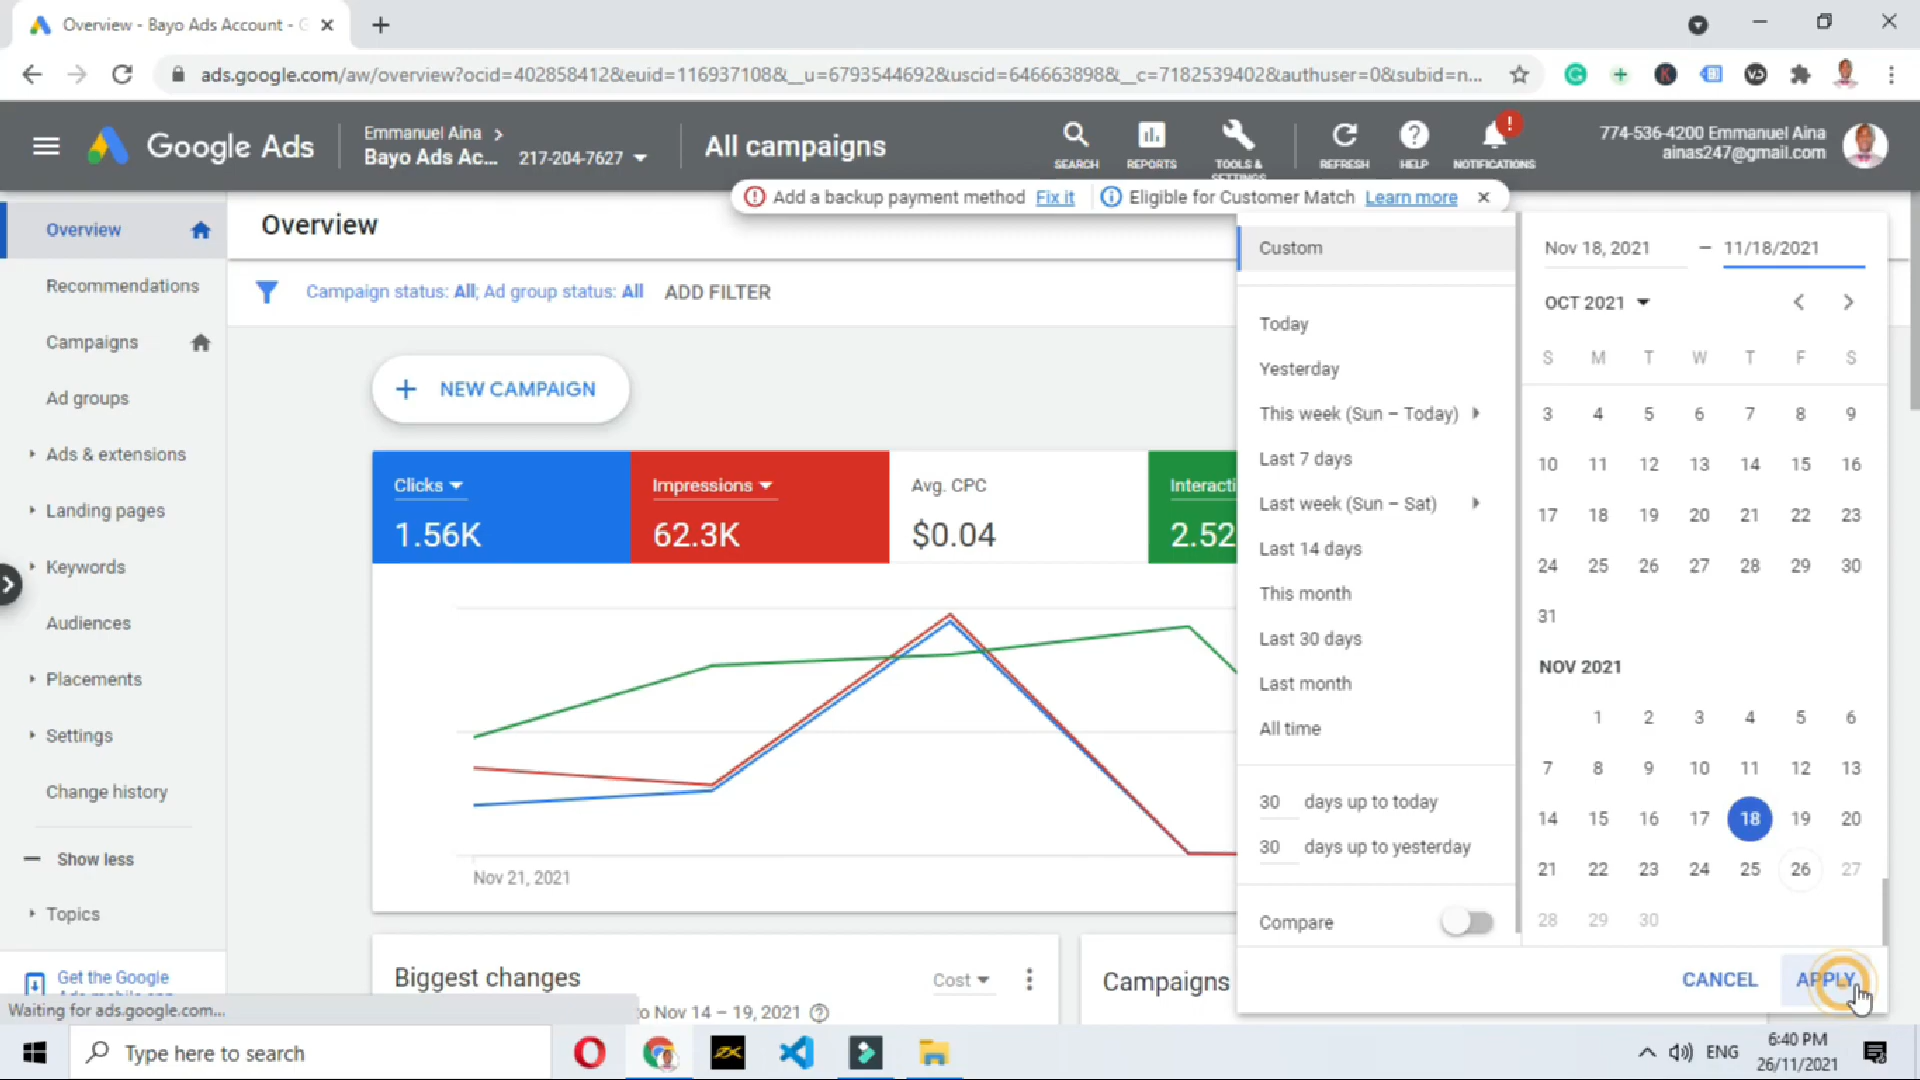 Overview - Bayo Ads Account - G
ads.google.com/aw/overview?ocid=402858412&euid=116937108&__u=6793544692&uscid=646663898&__c=7182539402&authuser=0&subid=n...
Google Ads
Emmanuel Aina
Bayo Ads Ac... 217-204-7627
All campaigns
SEARCH
REPORTS
TOOLS &
SETTINGS
REFRESH
HELP
NOTIFICATIONS
774-536-4200 Emmanuel Aina
ainas247@gmail.com
Add a backup payment method Fix it
Eligible for Customer Match Learn more
Overview
Recommendations
Campaigns
Ad groups
Ads & extensions
Landing pages
Keywords
Audiences
Placements
Settings
Change history
Show less
Topics
Get the Google
Waiting for ads.google.com...
Overview
Campaign status: All; Ad group status: All ADD FILTER
+ NEW CAMPAIGN
Clicks
1.56K
Impressions
62.3K
Avg. CPC
$0.04
Interacti
2.52
Nov 21, 2021
Biggest changes
Cost
to Nov 14 – 19, 2021
Campaigns
Custom
Today
Yesterday
This week (Sun – Today)
Last 7 days
Last week (Sun – Sat)
Last 14 days
This month
Last 30 days
Last month
All time
30 days up to today
30 days up to yesterday
Compare
Nov 18, 2021 – 11/18/2021
OCT 2021
S M T W T F S
3 4 5 6 7 8 9
10 11 12 13 14 15 16
17 18 19 20 21 22 23
24 25 26 27 28 29 30
31
NOV 2021
1 2 3 4 5 6
7 8 9 10 11 12 13
14 15 16 17 18 19 20
21 22 23 24 25 26 27
28 29 30
CANCEL APPLY
Type here to search
ENG
6:40 PM
26/11/2021